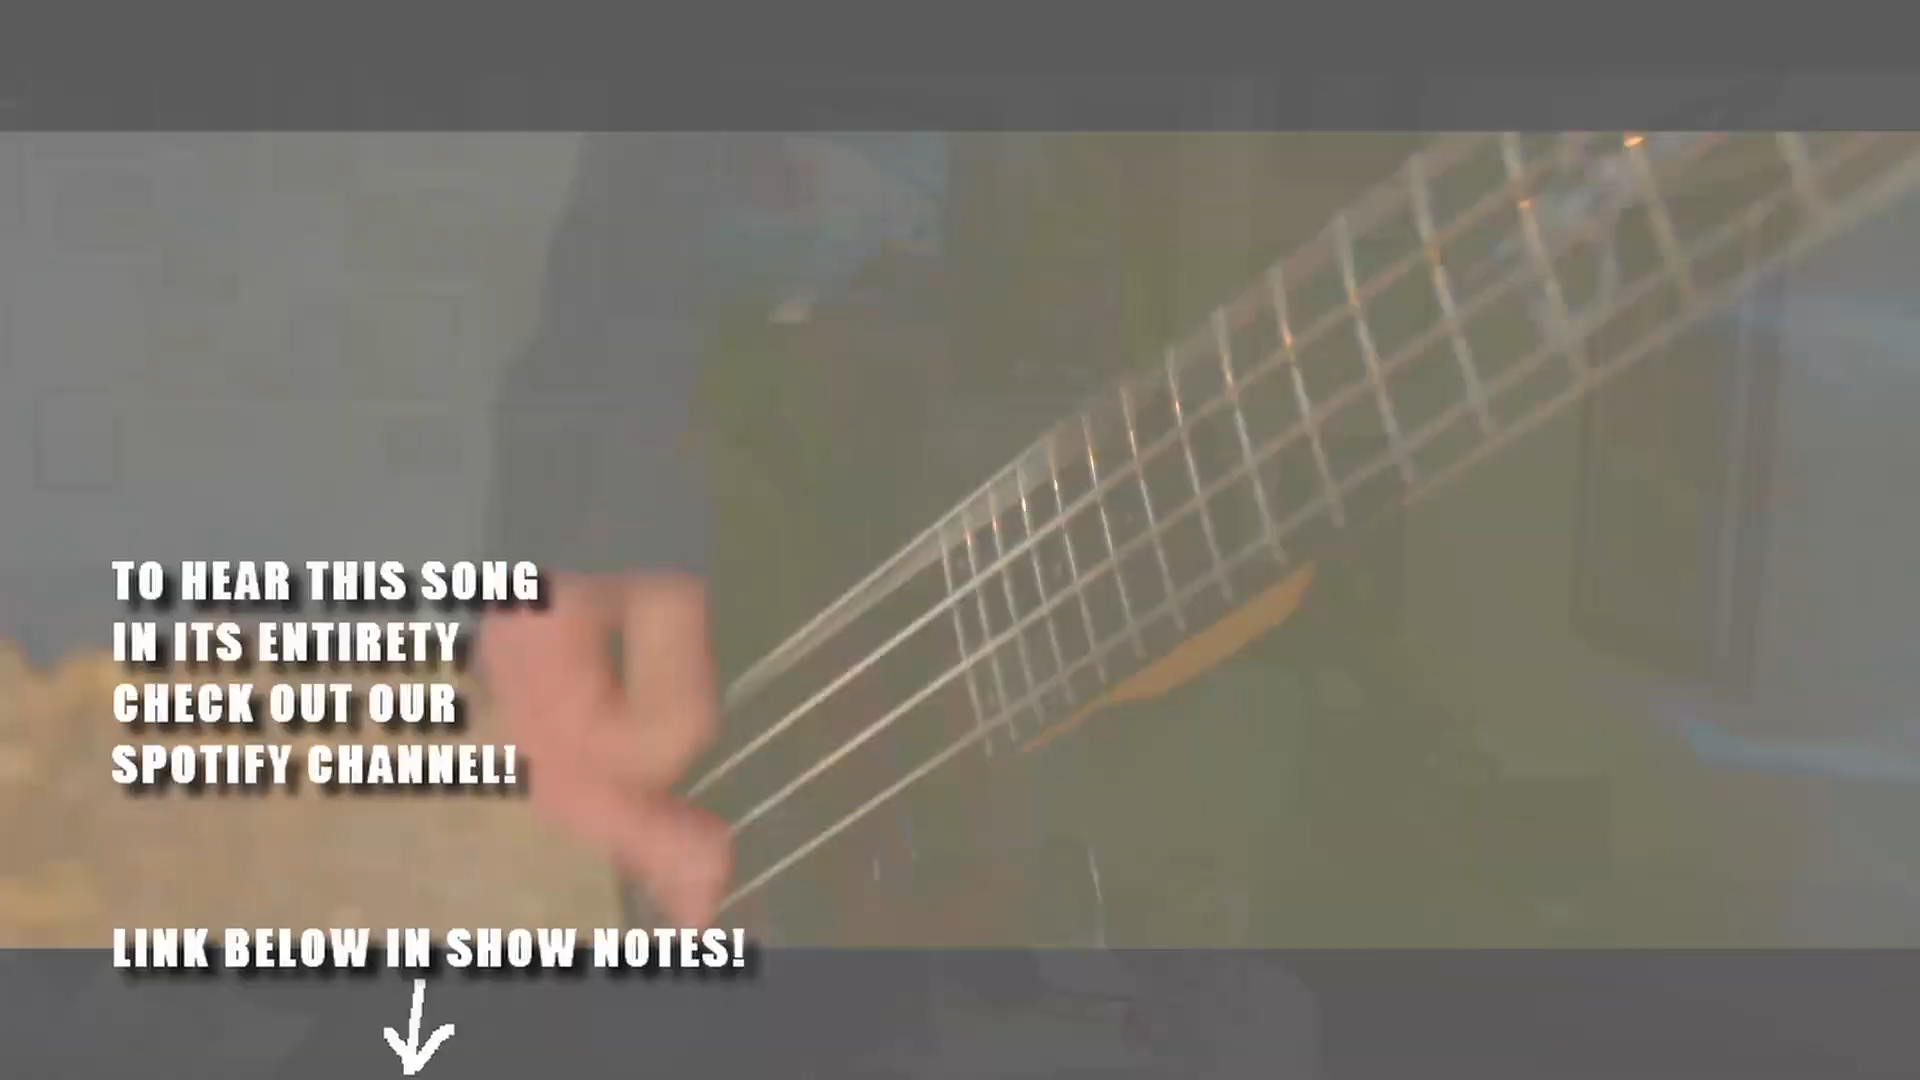 TO HEAR THIS SONG
IN ITS ENTIRETY
CHECK OUT OUR
SPOTIFY CHANNEL!
LINK BELOW IN SHOW NOTES!